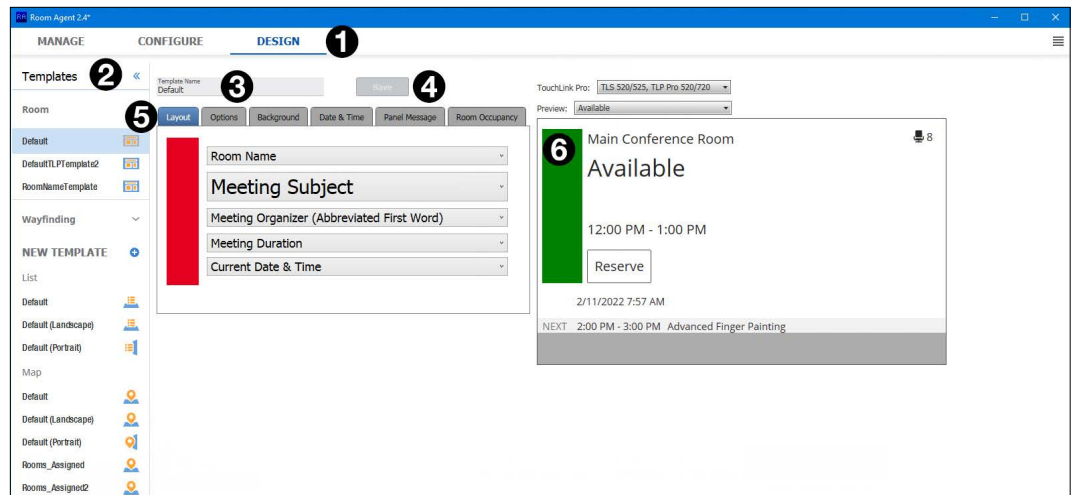 RA Room Agent 2.4*
MANAGE CONFIGURE DESIGN 1
Templates 2 «
Template Name
Default
3
Save 4
TouchLink Pro: TLS 520/525, TLP Pro 520/720
Preview: Available
Room
5 Layout Options Background Date & Time Panel Message Room Occupancy
Default
DefaultTLPTemplate2
RoomNameTemplate
Wayfinding
NEW TEMPLATE
List
Default
Default (Landscape)
Default (Portrait)
Map
Default
Default (Landscape)
Default (Portrait)
Rooms_Assigned
Rooms_Assigned2
Room Name
Meeting Subject
Meeting Organizer (Abbreviated First Word)
Meeting Duration
Current Date & Time
6
Main Conference Room 8
Available
12:00 PM - 1:00 PM
Reserve
2/11/2022 7:57 AM
NEXT 2:00 PM - 3:00 PM Advanced Finger Painting